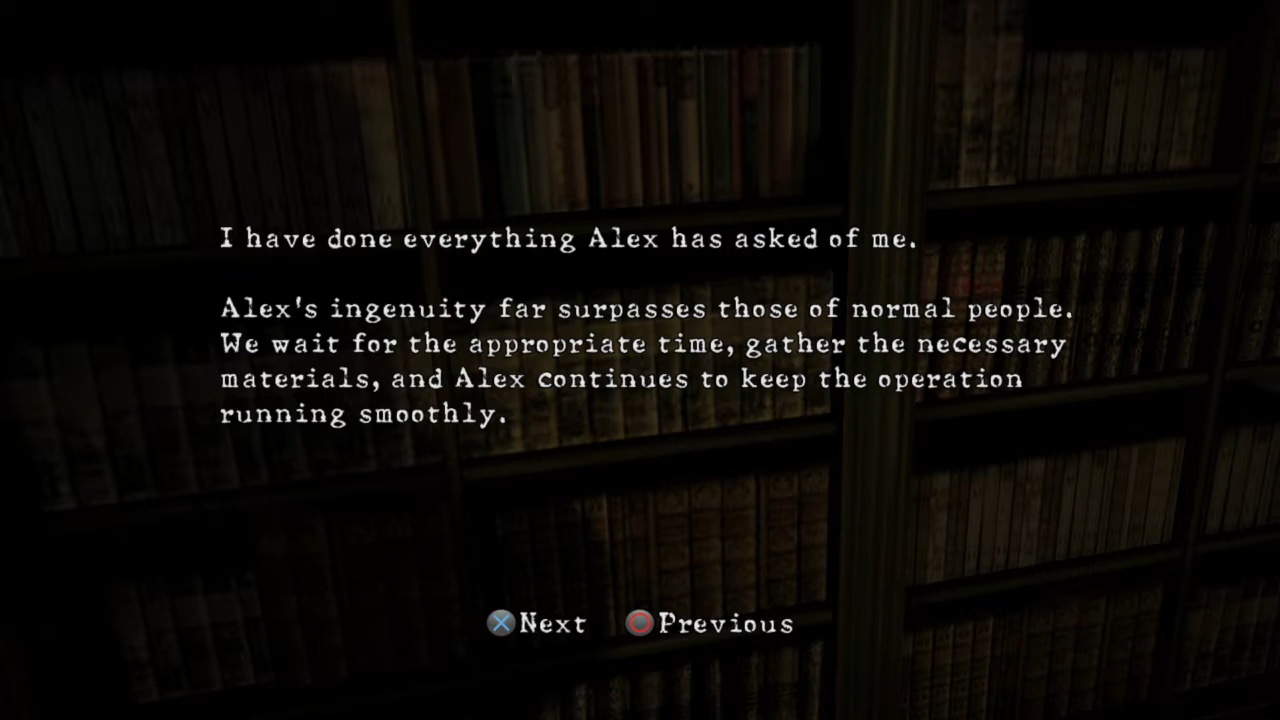 I have done everything Alex has asked of me.
Alex's ingenuity far surpasses those of normal people.
We wait for the appropriate time, gather the necessary
materials, and Alex continues to keep the operation
running smoothly.
Next Previous